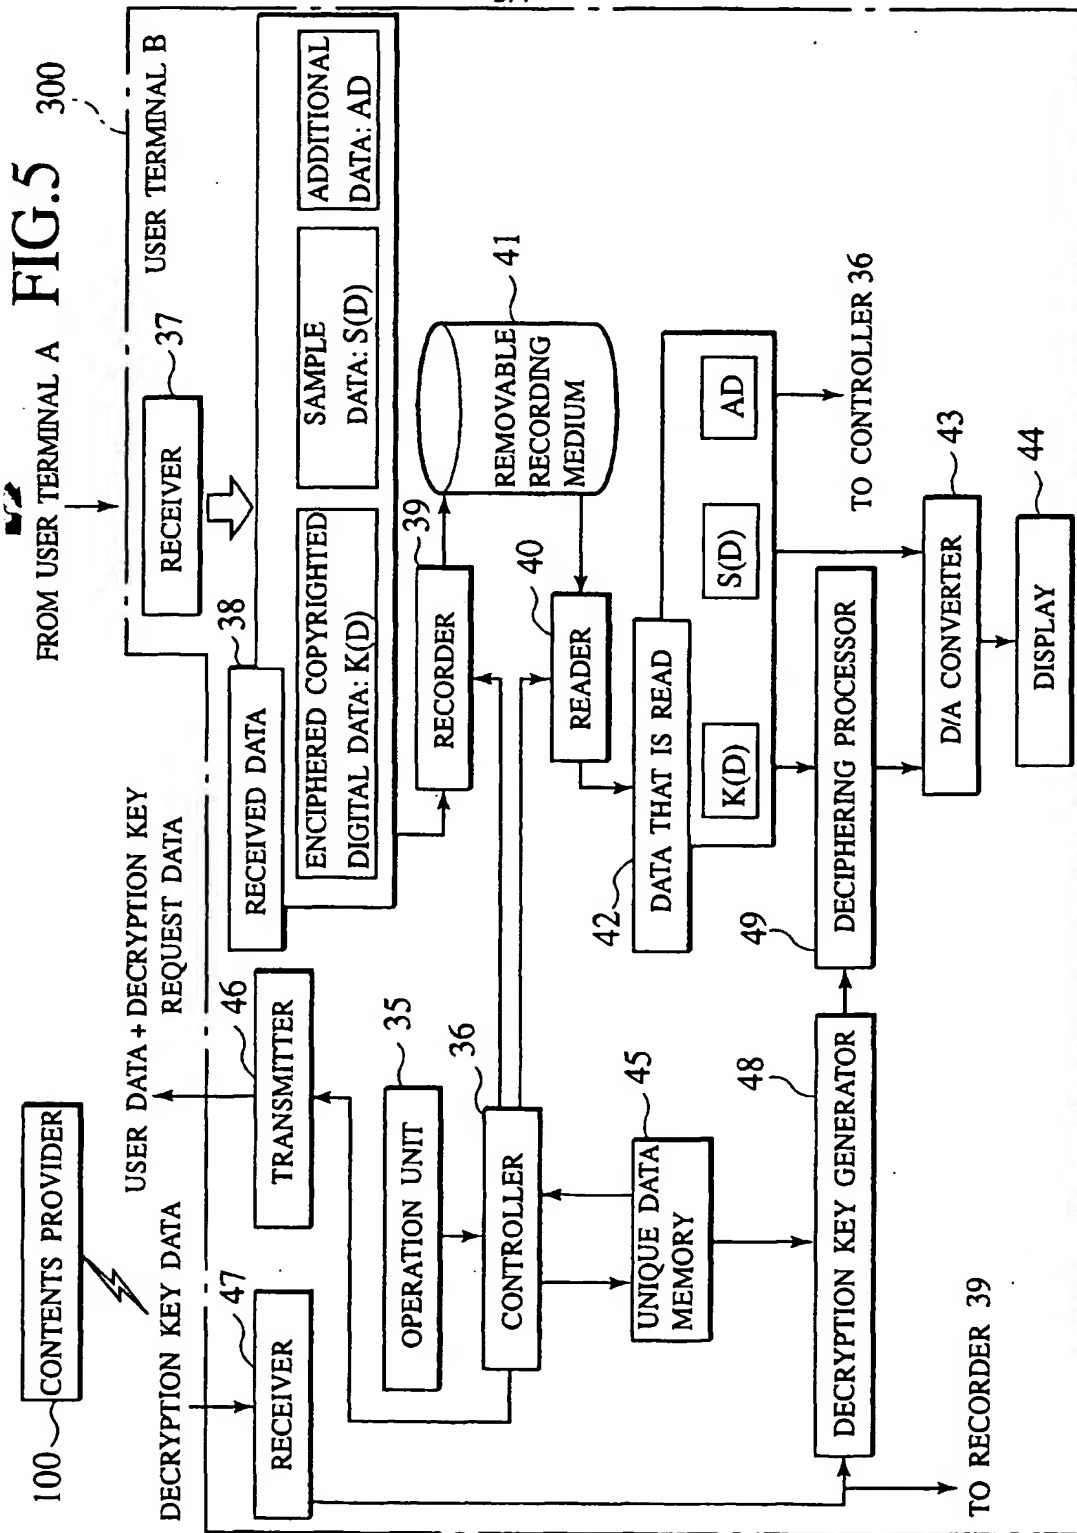 FIG.5
FROM USER TERMINAL A
300
USER TERMINAL B
100
CONTENTS PROVIDER
DECRYPTION KEY DATA
USER DATA + DECRYPTION KEY
REQUEST DATA
47
RECEIVER
46
TRANSMITTER
37
RECEIVER
38
RECEIVED DATA
ENCIPHERED COPYRIGHTED
DIGITAL DATA: K(D)
SAMPLE
DATA: S(D)
ADDITIONAL
DATA: AD
35
OPERATION UNIT
36
CONTROLLER
39
RECORDER
41
REMOVABLE
RECORDING
MEDIUM
40
READER
45
UNIQUE DATA
MEMORY
42
DATA THAT IS READ
K(D)
S(D)
AD
TO CONTROLLER 36
48
DECRYPTION KEY GENERATOR
49
DECIPHERING PROCESSOR
43
D/A CONVERTER
44
DISPLAY
TO RECORDER 39